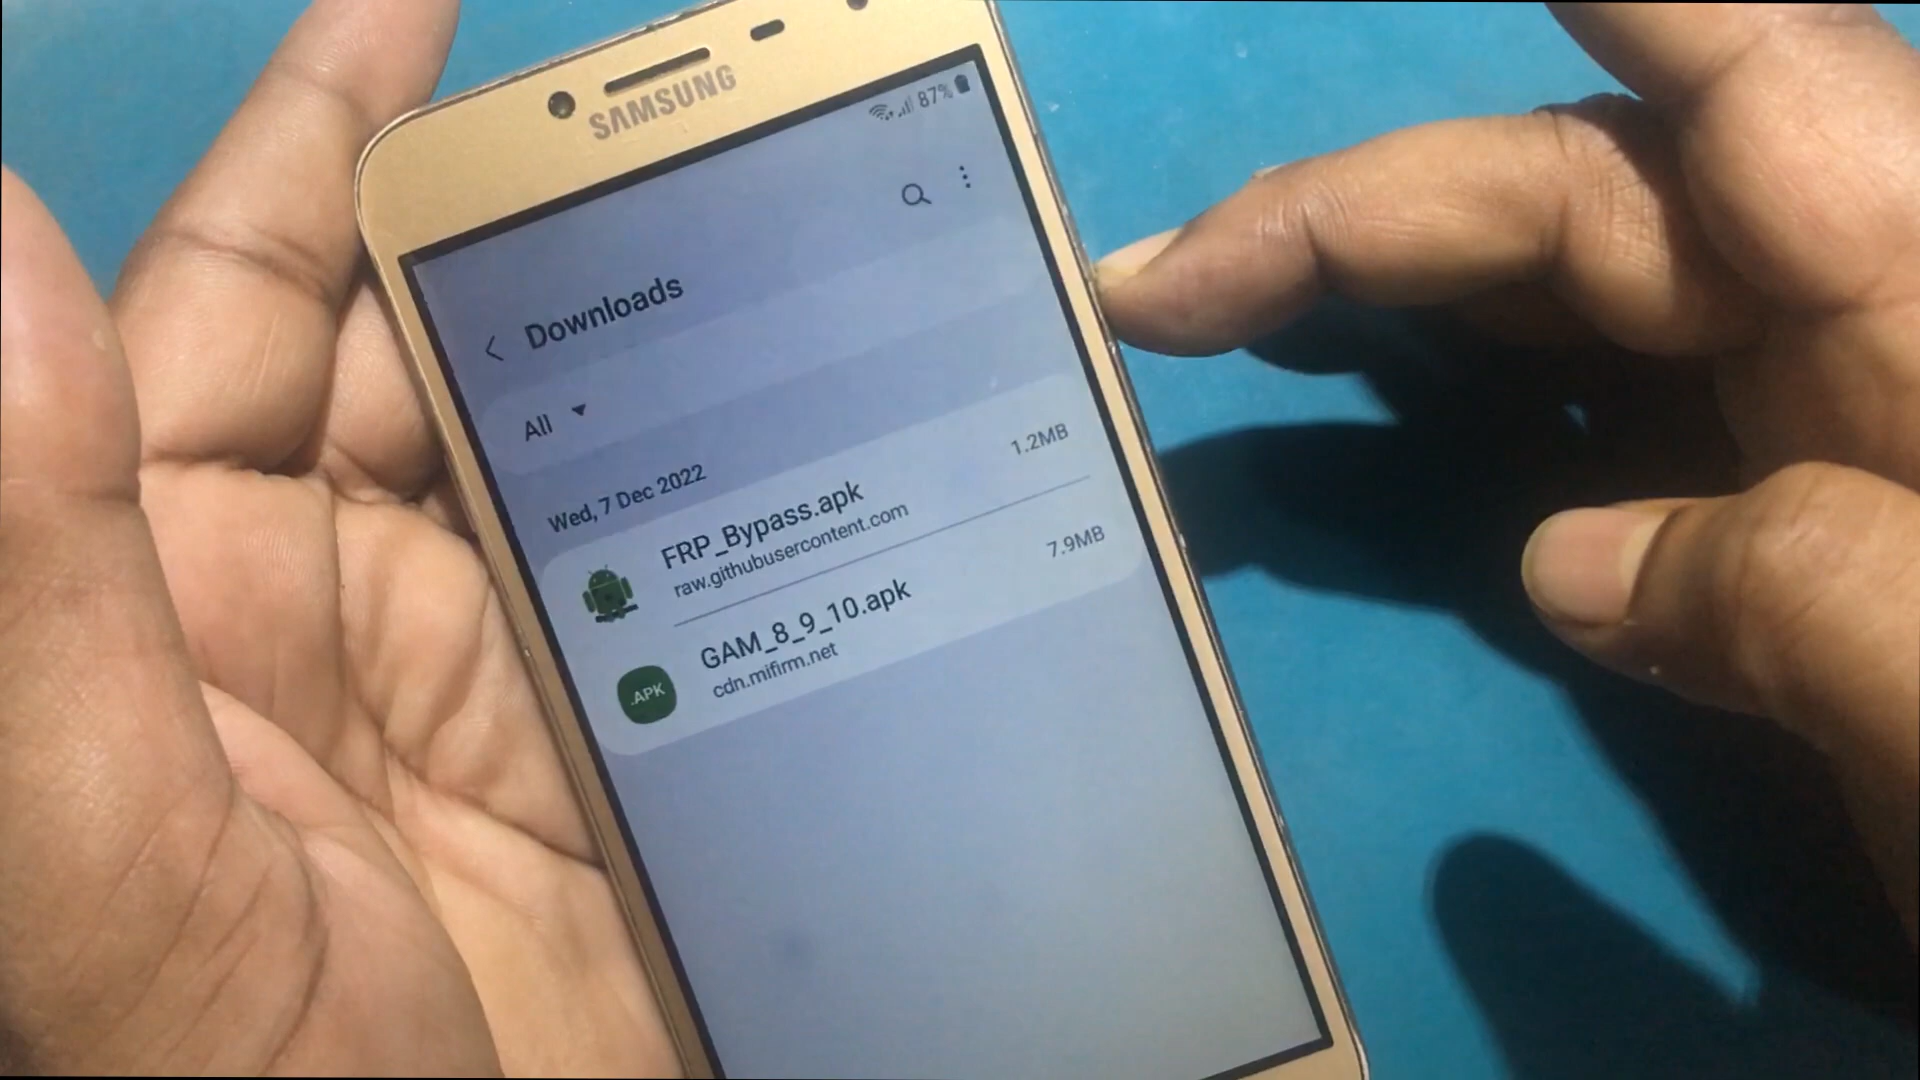 SAMSUNG
87%
Downloads
All
Wed, 7 Dec 2022
FRP_Bypass.apk
1.2MB
raw.githubusercontent.com
.APK
GAM_8_9_10.apk
7.9MB
cdn.mifirm.net